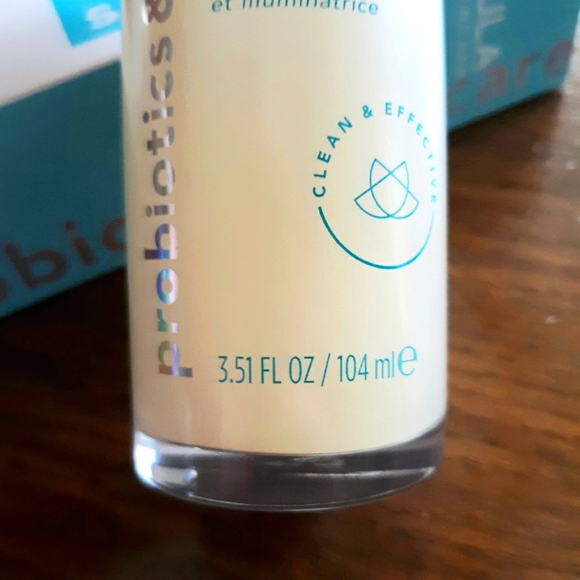 et illuminatrice
probiotics &
CLEAN & EFFECTIVE
3.51 FL OZ / 104 ml e
care